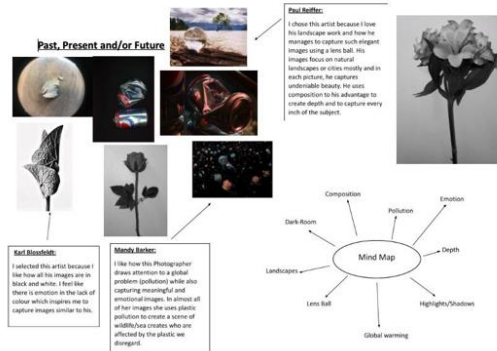 Past, Present and/or Future
Paul Reiffer:
I chose this artist because I love
his landscape work and how he
manages to capture such elegant
images using a lens ball. His
images focus on natural
landscapes or cities mostly and in
each picture, he captures
undeniable beauty. He uses
composition to his advantage to
create depth and to capture every
inch of the subject.
Karl Blossfeldt:
I selected this artist because I
like how all his images are in
black and white. I feel like
there is emotion in the lack of
colour which inspires me to
capture images similar to his.
Mandy Barker:
I like how this Photographer
draws attention to a global
problem (pollution) while also
capturing meaningful and
emotional images. In almost all
of her images she uses plastic
pollution to create a scene of
wildlife/sea creates who are
affected by the plastic we
disregard.
Composition
Pollution
Emotion
Dark-Room
Depth
Mind Map
Landscapes
Lens Ball
Highlights/Shadows
Global warming